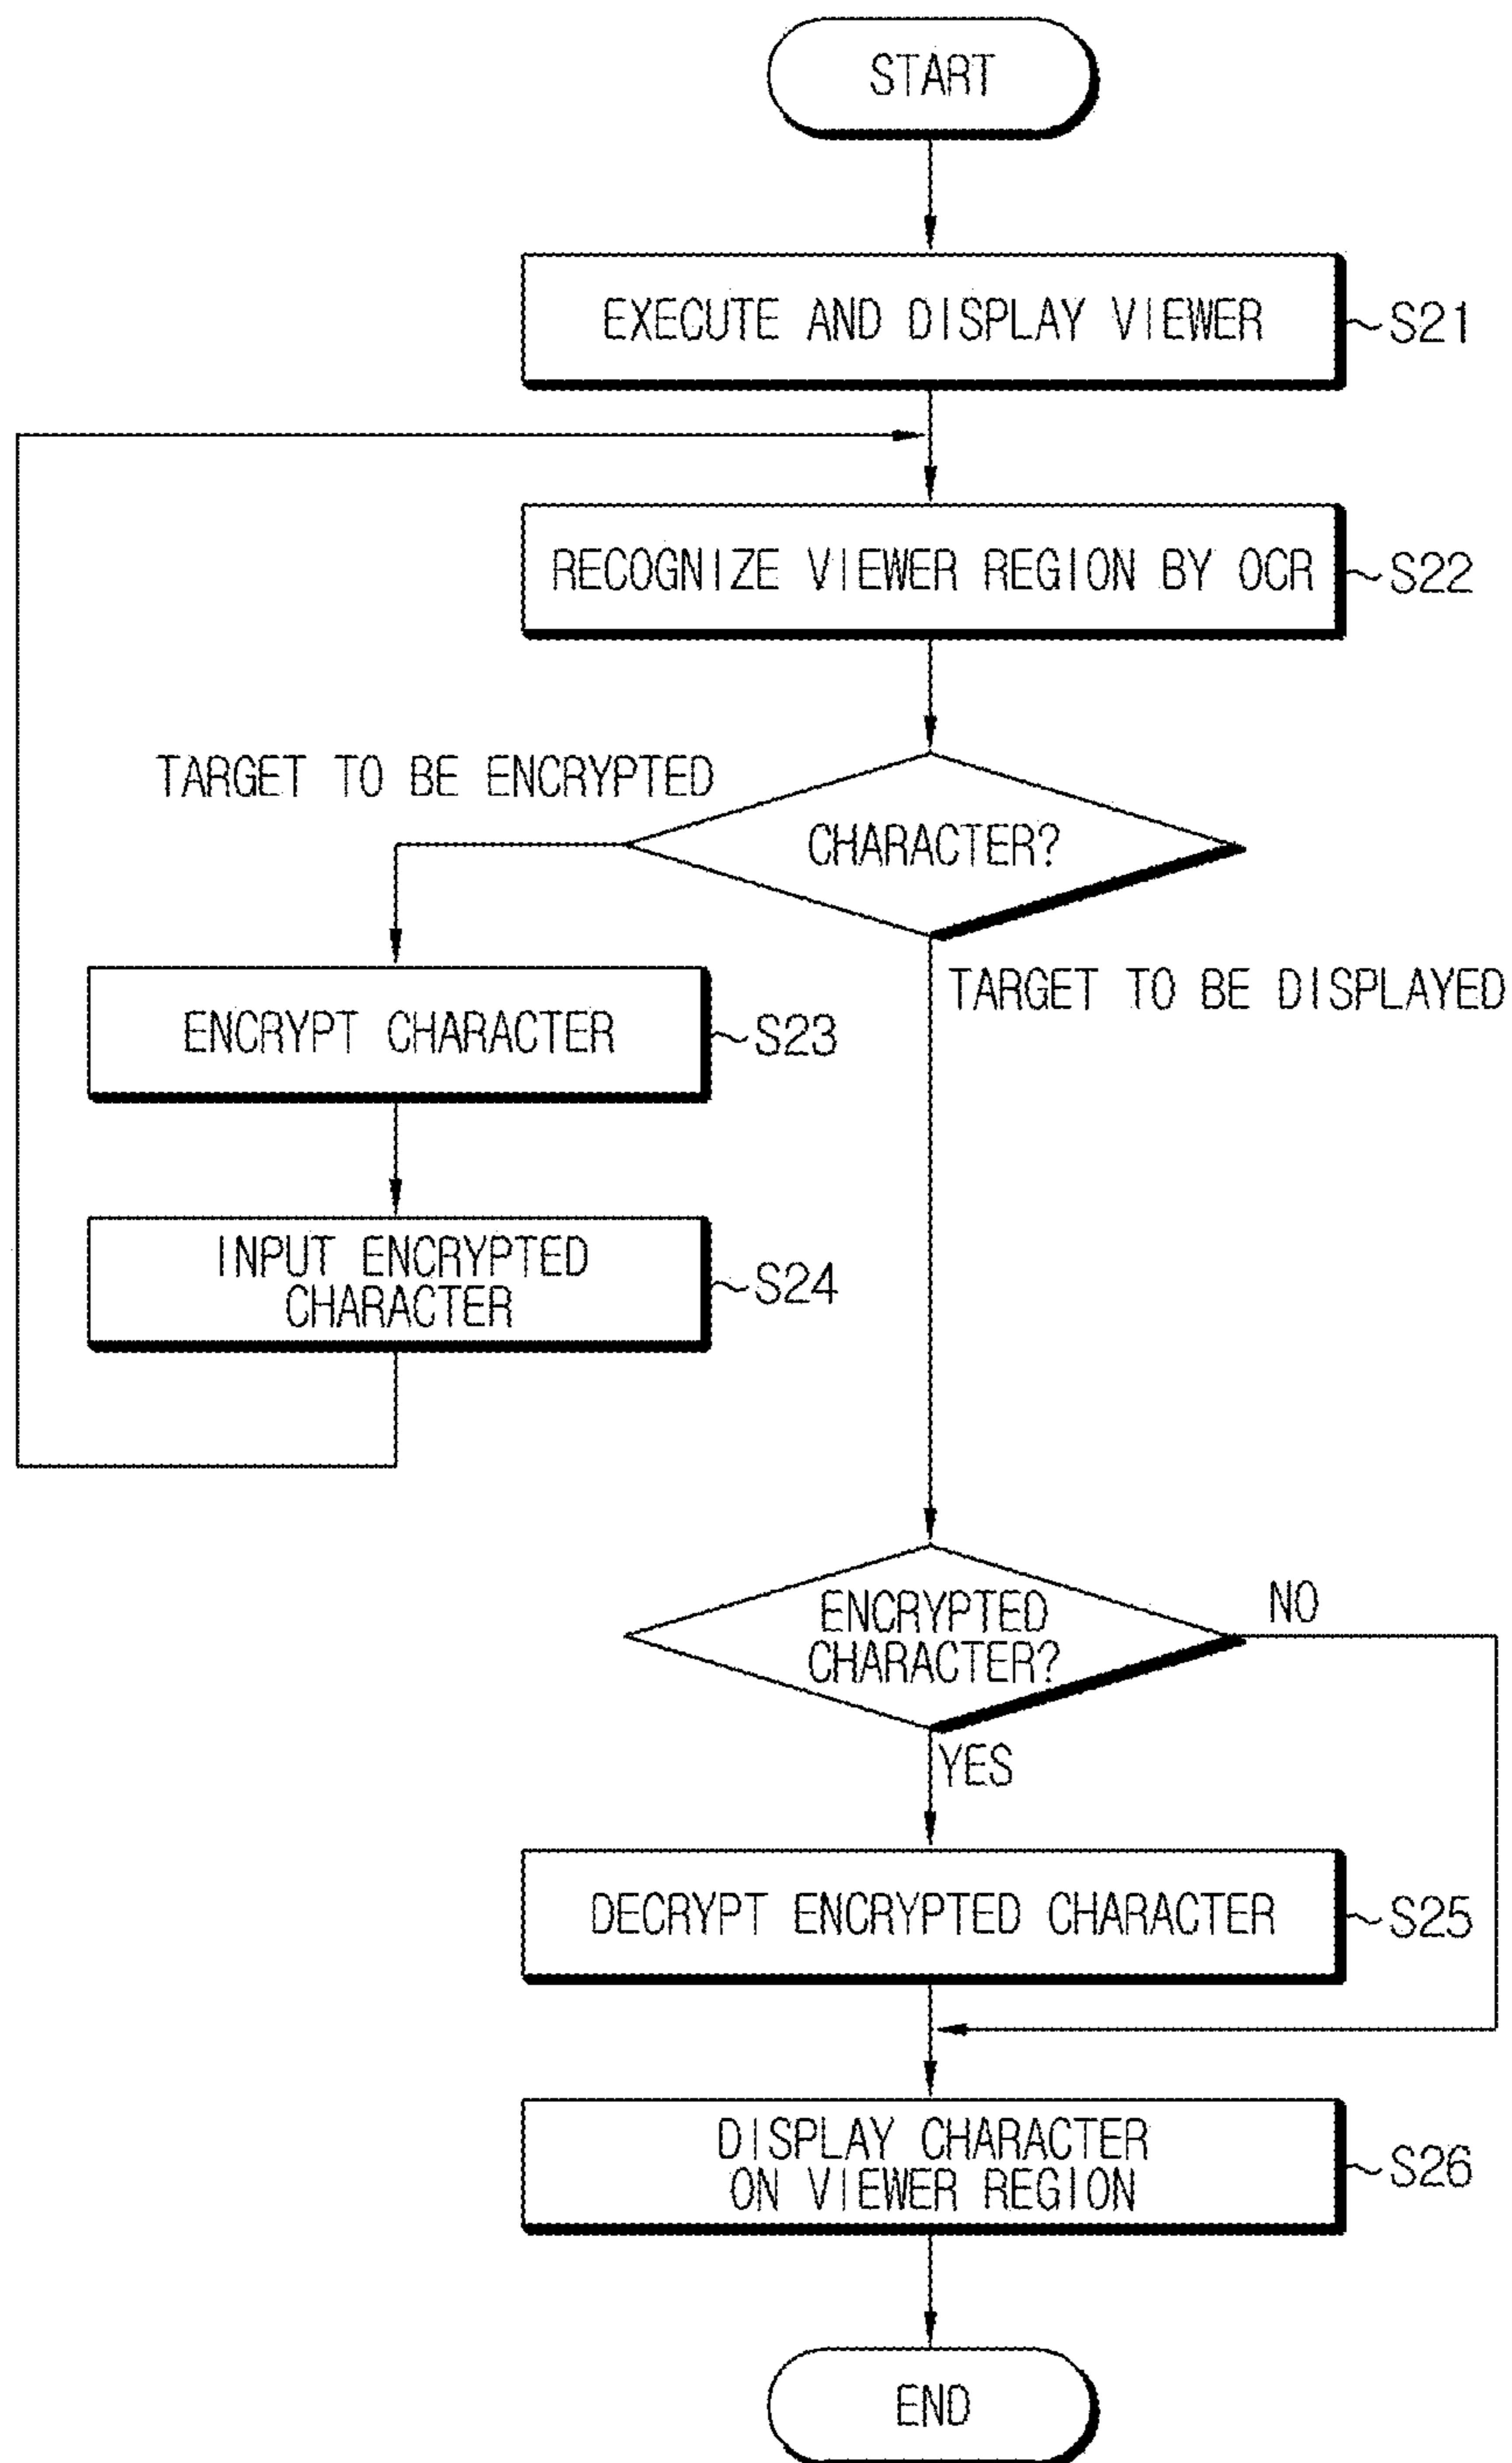 START
EXECUTE AND DISPLAY VIEWER
S21
RECOGNIZE VIEWER REGION BY OCR
S22
TARGET TO BE ENCRYPTED
CHARACTER?
TARGET TO BE DISPLAYED
ENCRYPT CHARACTER
S23
INPUT ENCRYPTED
CHARACTER
S24
ENCRYPTED
CHARACTER?
NO
YES
DECRYPT ENCRYPTED CHARACTER
S25
DISPLAY CHARACTER
ON VIEWER REGION
S26
END